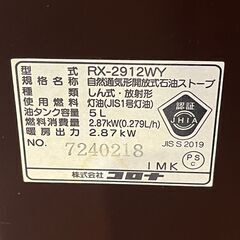 型式 RX-2912WY
規格名称 自然通気形開放式石油ストーブ
種類 しん式・放射形
使用燃料 灯油(JIS1号灯油)
油タンク容量 5L
燃料消費量 2.87kW(0.279L/h)
暖房出力 2.87kW
NO. 7240218
認証
JHIA
JIS S 2019
IMK
PS
C
株式会社コロナ